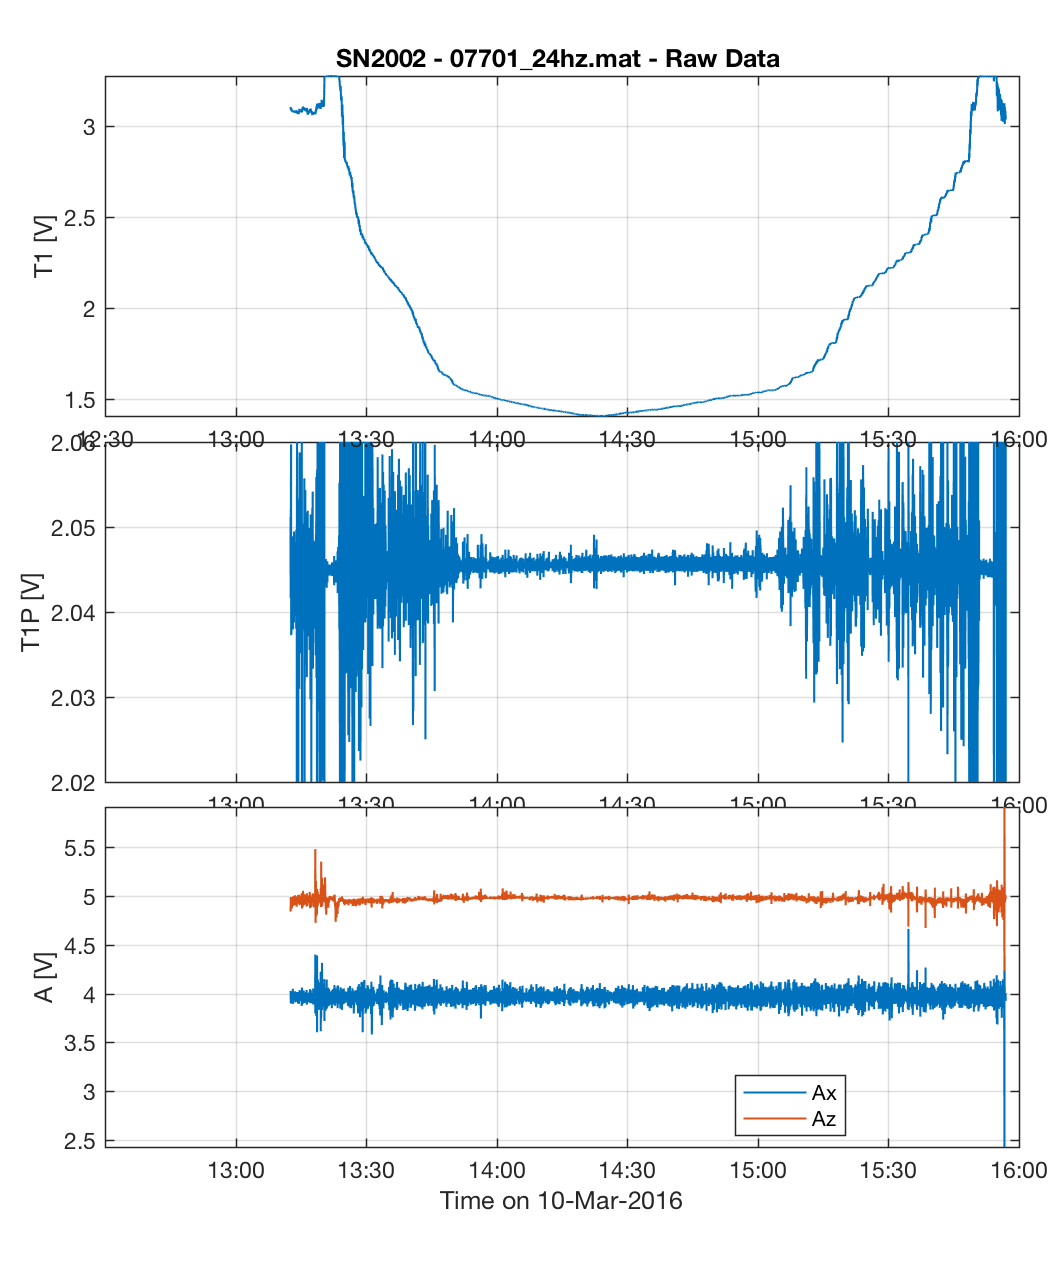 SN2002 - 07701_24hz.mat - Raw Data
3
2.5
2
1.5
T1 [V]
12:30 13:00 13:30 14:00 14:30 15:00 15:30 16:00
2.06
2.05
2.04
2.03
2.02
T1P [V]
13:00 13:30 14:00 14:30 15:00 15:30 16:00
5.5
5
4.5
4
3.5
3
2.5
A [V]
Ax
Az
13:00 13:30 14:00 14:30 15:00 15:30 16:00
Time on 10-Mar-2016